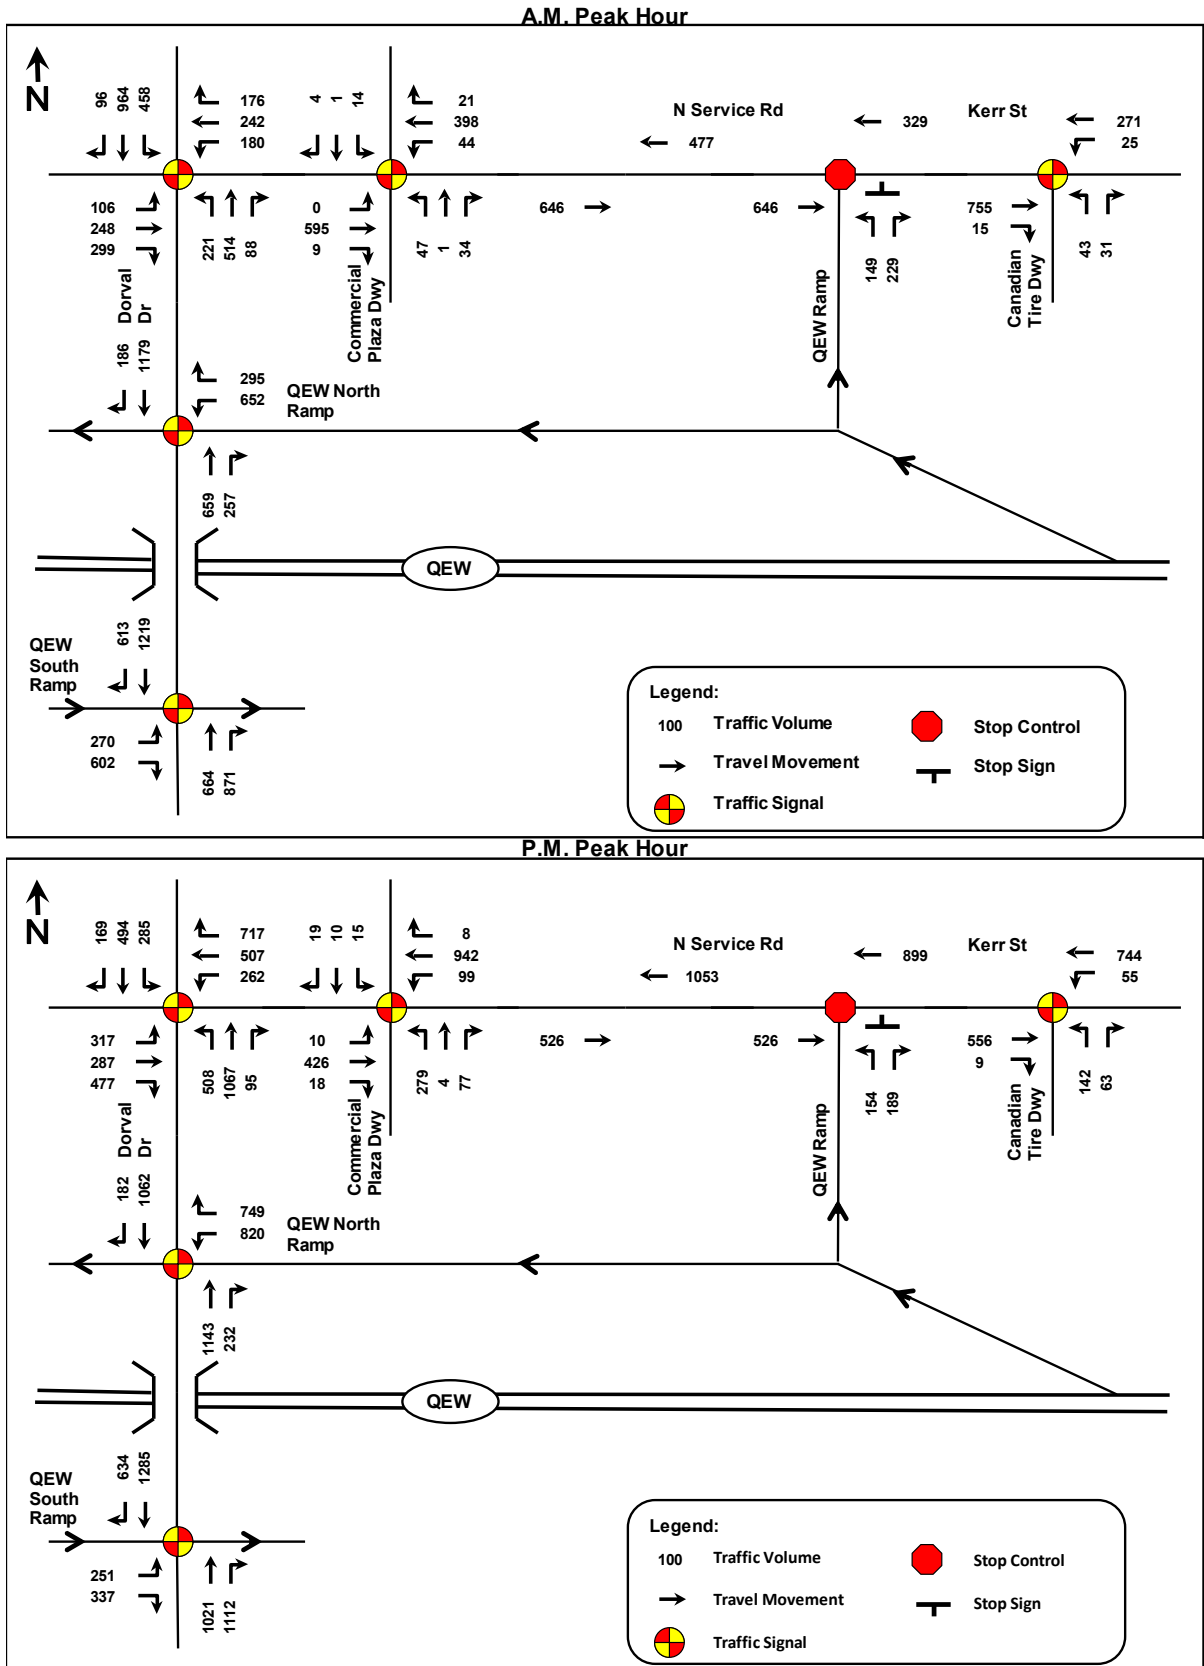 A.M. Peak Hour
N
96 964 458
176
242
180
4 1 14
21
398
44
N Service Rd
477
329
Kerr St
271
25
106
248
299
221 514 88
0
595
9
47 1 34
646
646
149 229
755
15
43 31
Dorval
Dr
Commercial
Plaza Dwy
QEW Ramp
Canadian
Tire Dwy
186 1179
295
652
QEW North
Ramp
659 257
QEW
613 1219
QEW
South
Ramp
270
602
664 871
Legend:
100 Traffic Volume
Stop Control
Travel Movement
Stop Sign
Traffic Signal
P.M. Peak Hour
N
169 494 285
717
507
262
19 10 15
8
942
99
N Service Rd
1053
899
Kerr St
744
55
317
287
477
508 1067 95
10
426
18
279 4 77
526
526
154 189
556
9
142 63
Dorval
Dr
Commercial
Plaza Dwy
QEW Ramp
Canadian
Tire Dwy
182 1062
749
820
QEW North
Ramp
1143 232
QEW
634 1285
QEW
South
Ramp
251
337
1021 1112
Legend:
100 Traffic Volume
Stop Control
Travel Movement
Stop Sign
Traffic Signal